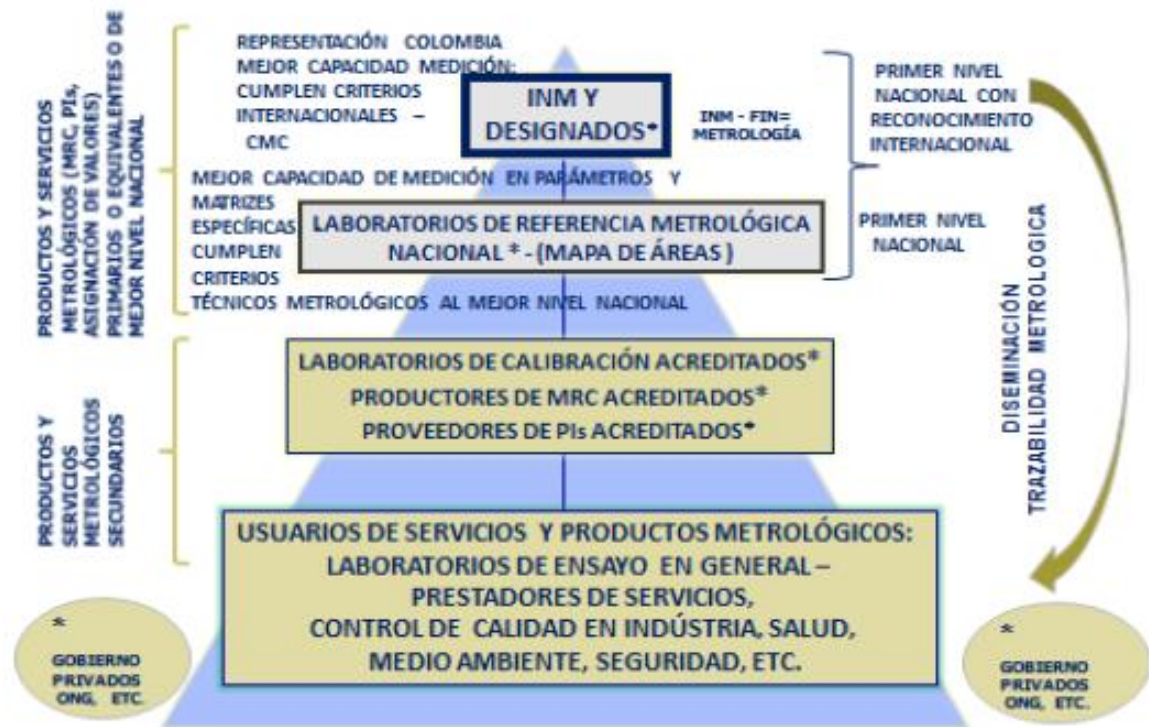 PRODUCTOS Y SERVICIOS
METROLÓGICOS (MRC, PIs,
ASIGNACIÓN DE VALORES)
PRIMARIOS O EQUIVALENTES O DE
MEJOR NIVEL NACIONAL
REPRESENTACIÓN COLOMBIA
MEJOR CAPACIDAD MEDICIÓN:
CUMPLEN CRITERIOS
INTERNACIONALES –
CMC
INM Y
DESIGNADOS*
INM - FIN=
METROLOGÍA
PRIMER NIVEL
NACIONAL CON
RECONOCIMIENTO
INTERNACIONAL
MEJOR CAPACIDAD DE MEDICIÓN EN PARÁMETROS Y
MATRIZES
ESPECÍFICAS
CUMPLEN
CRITERIOS
TÉCNICOS METROLÓGICOS AL MEJOR NIVEL NACIONAL
LABORATORIOS DE REFERENCIA METROLÓGICA
NACIONAL * - (MAPA DE ÁREAS )
PRIMER NIVEL
NACIONAL
DISEMINACIÓN
TRAZABILIDAD METROLOGICA
PRODUCTOS Y
SERVICIOS
METROLÓGICOS
SECUNDARIOS
LABORATORIOS DE CALIBRACIÓN ACREDITADOS*
PRODUCTORES DE MRC ACREDITADOS*
PROVEEDORES DE PIs ACREDITADOS*
USUARIOS DE SERVICIOS Y PRODUCTOS METROLÓGICOS:
LABORATORIOS DE ENSAYO EN GENERAL –
PRESTADORES DE SERVICIOS,
CONTROL DE CALIDAD EN INDÚSTRIA, SALUD,
MEDIO AMBIENTE, SEGURIDAD, ETC.
*
GOBIERNO
PRIVADOS
ONG, ETC.
*
GOBIERNO
PRIVADOS
ONG, ETC.